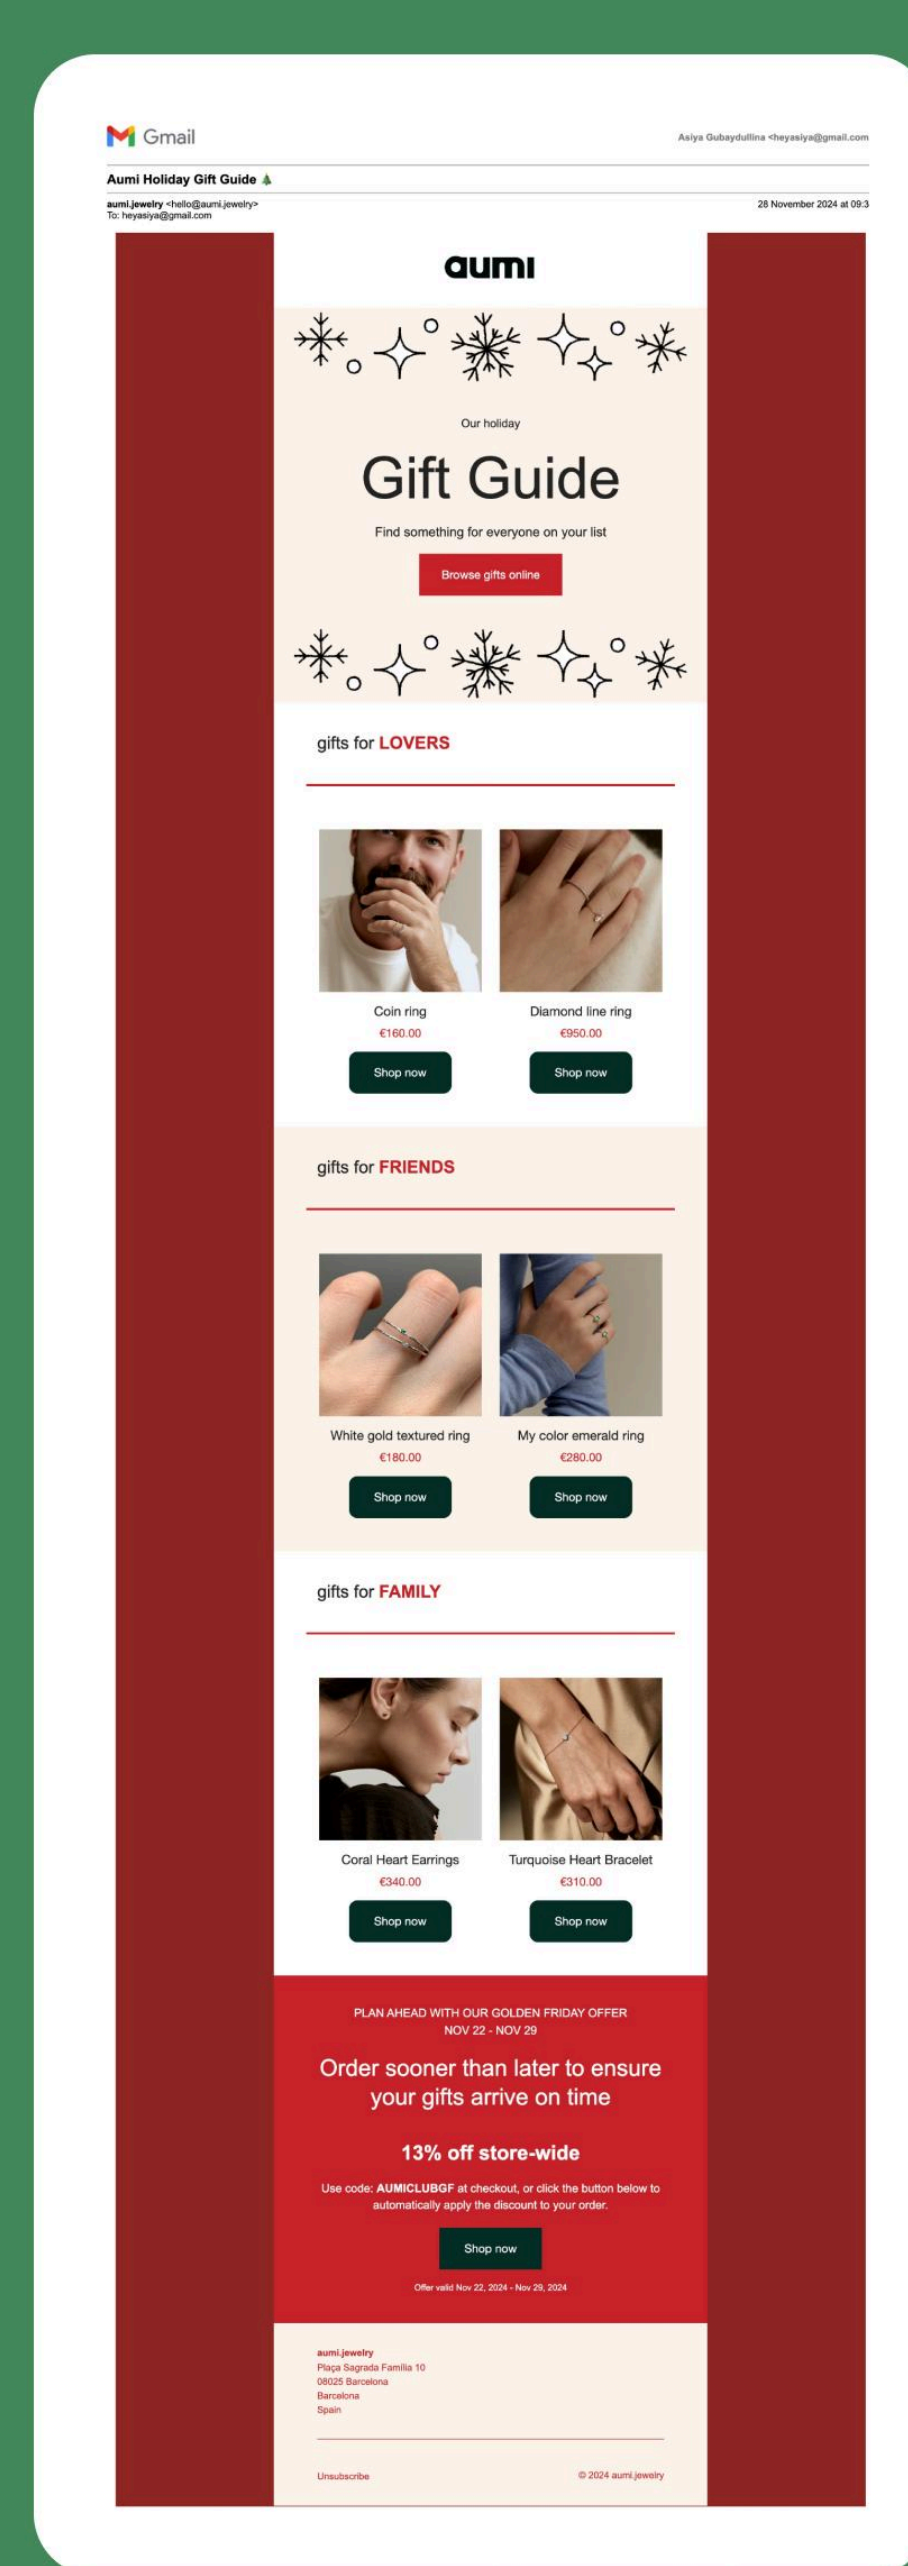 Gmail
Asiya Gubaydullina <heyasiya@gmail.com
Aumi Holiday Gift Guide 🎄
aumi.jewelry <hello@aumi.jewelry>
28 November 2024 at 09:3
To: heyasiya@gmail.com
aumi
Our holiday
Gift Guide
Find something for everyone on your list
Browse gifts online
gifts for LOVERS
Coin ring
€160.00
Shop now
Diamond line ring
€950.00
Shop now
gifts for FRIENDS
White gold textured ring
€180.00
Shop now
My color emerald ring
€280.00
Shop now
gifts for FAMILY
Coral Heart Earrings
€340.00
Shop now
Turquoise Heart Bracelet
€310.00
Shop now
PLAN AHEAD WITH OUR GOLDEN FRIDAY OFFER
NOV 22 - NOV 29
Order sooner than later to ensure
your gifts arrive on time
13% off store-wide
Use code: AUMICLUBGF at checkout, or click the button below to
automatically apply the discount to your order.
Shop now
Offer valid Nov 22, 2024 - Nov 29, 2024
aumi.jewelry
Plaça Sagrada Família 10
08025 Barcelona
Barcelona
Spain
Unsubscribe
© 2024 aumi.jewelry